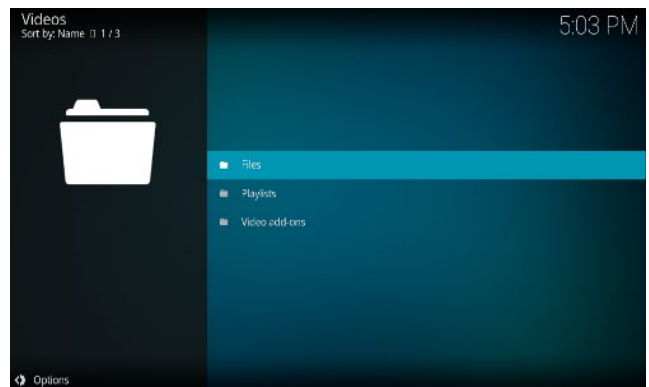 Videos
Sort by: Name 1 / 3
5:03 PM
Files
Playlists
Video add-ons
Options